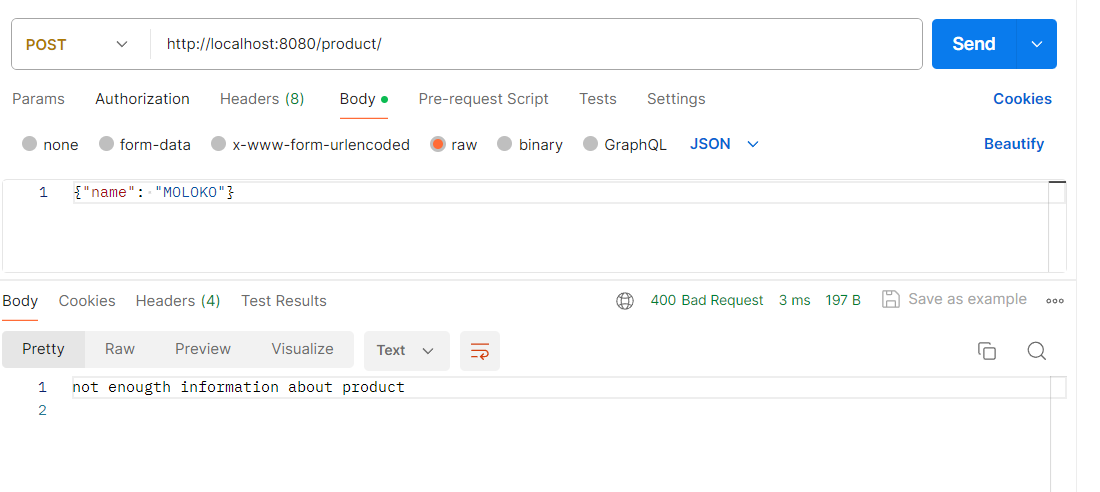 POST http://localhost:8080/product/ Send
Params Authorization Headers (8) Body Pre-request Script Tests Settings Cookies
none form-data x-www-form-urlencoded raw binary GraphQL JSON Beautify
1 {"name": "MOLOKO"}
Body Cookies Headers (4) Test Results 400 Bad Request 3 ms 197 B Save as example
Pretty Raw Preview Visualize Text
1 not enougth information about product
2